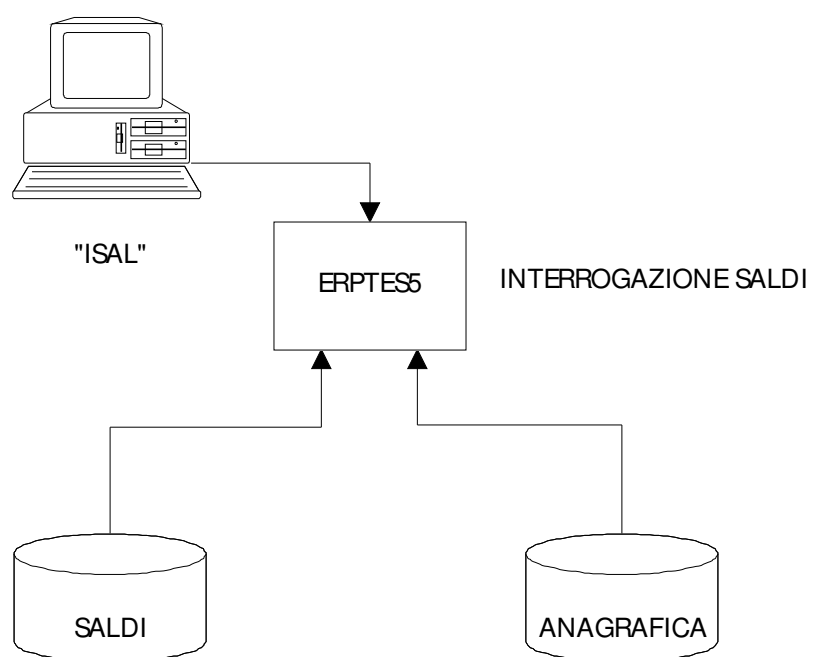 "ISAL"
ERPTES5
INTERROGAZIONE SALDI
SALDI
ANAGRAFICA